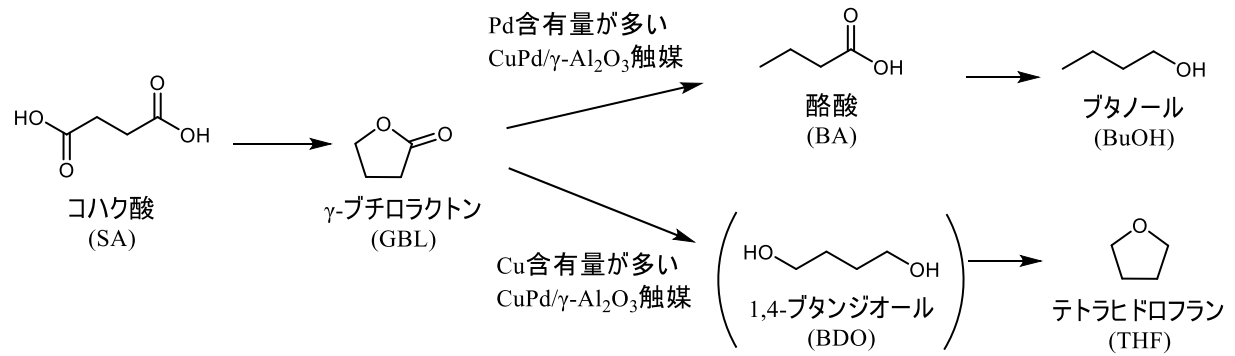 HO
O
O
OH
コハク酸
(SA)
O
O
γ-ブチロラクトン
(GBL)
Pd含有量が多い
CuPd/γ-Al₂O₃触媒
O
OH
酪酸
(BA)
OH
ブタノール
(BuOH)
Cu含有量が多い
CuPd/γ-Al₂O₃触媒
HO
OH
1,4-ブタンジオール
(BDO)
O
テトラヒドロフラン
(THF)